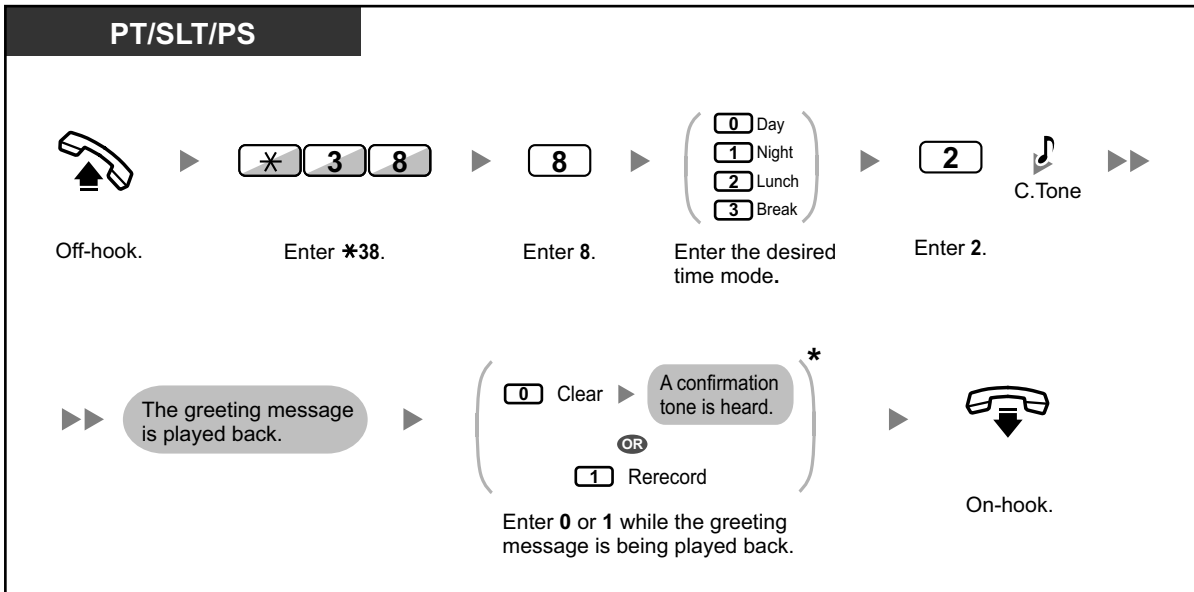 PT/SLT/PS
0 Day
1 Night
2 Lunch
3 Break
✳ 3 8
8
2
C.Tone
Off-hook.
Enter ✳38.
Enter 8.
Enter the desired
time mode.
Enter 2.
The greeting message
is played back.
0 Clear
A confirmation
tone is heard.
*
OR
1 Rerecord
Enter 0 or 1 while the greeting
message is being played back.
On-hook.